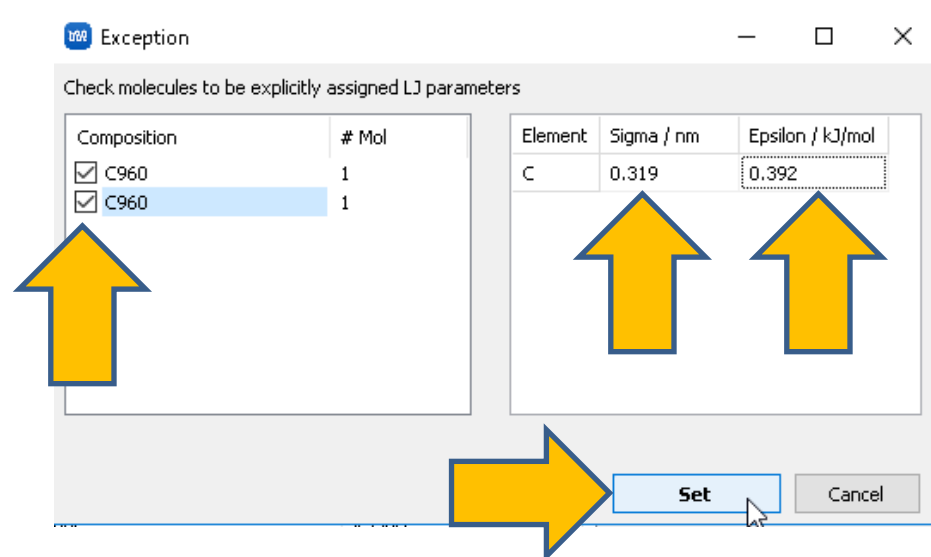 Exception
Check molecules to be explicitly assigned LJ parameters
Composition # Mol
C960 1
C960 1
Element Sigma / nm Epsilon / kJ/mol
C 0.319 0.392
Set Cancel